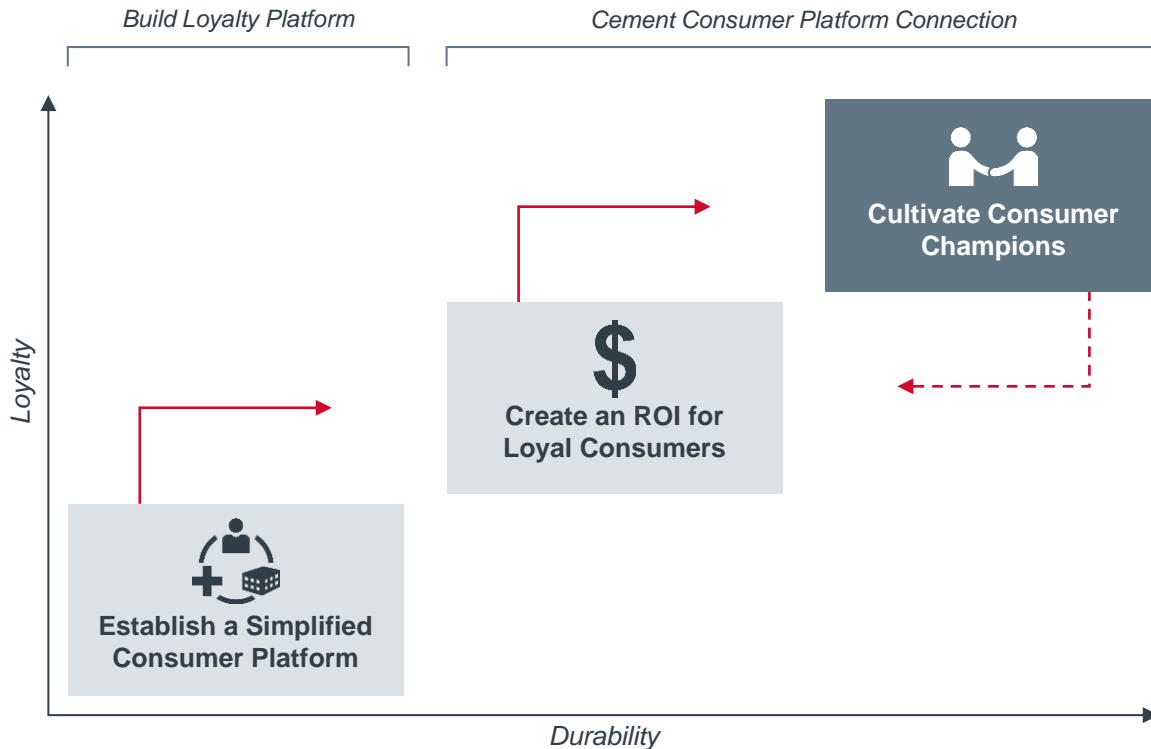 Build Loyalty Platform
Cement Consumer Platform Connection
Cultivate Consumer
Champions
Loyalty
$
Create an ROI for
Loyal Consumers
Establish a Simplified
Consumer Platform
Durability